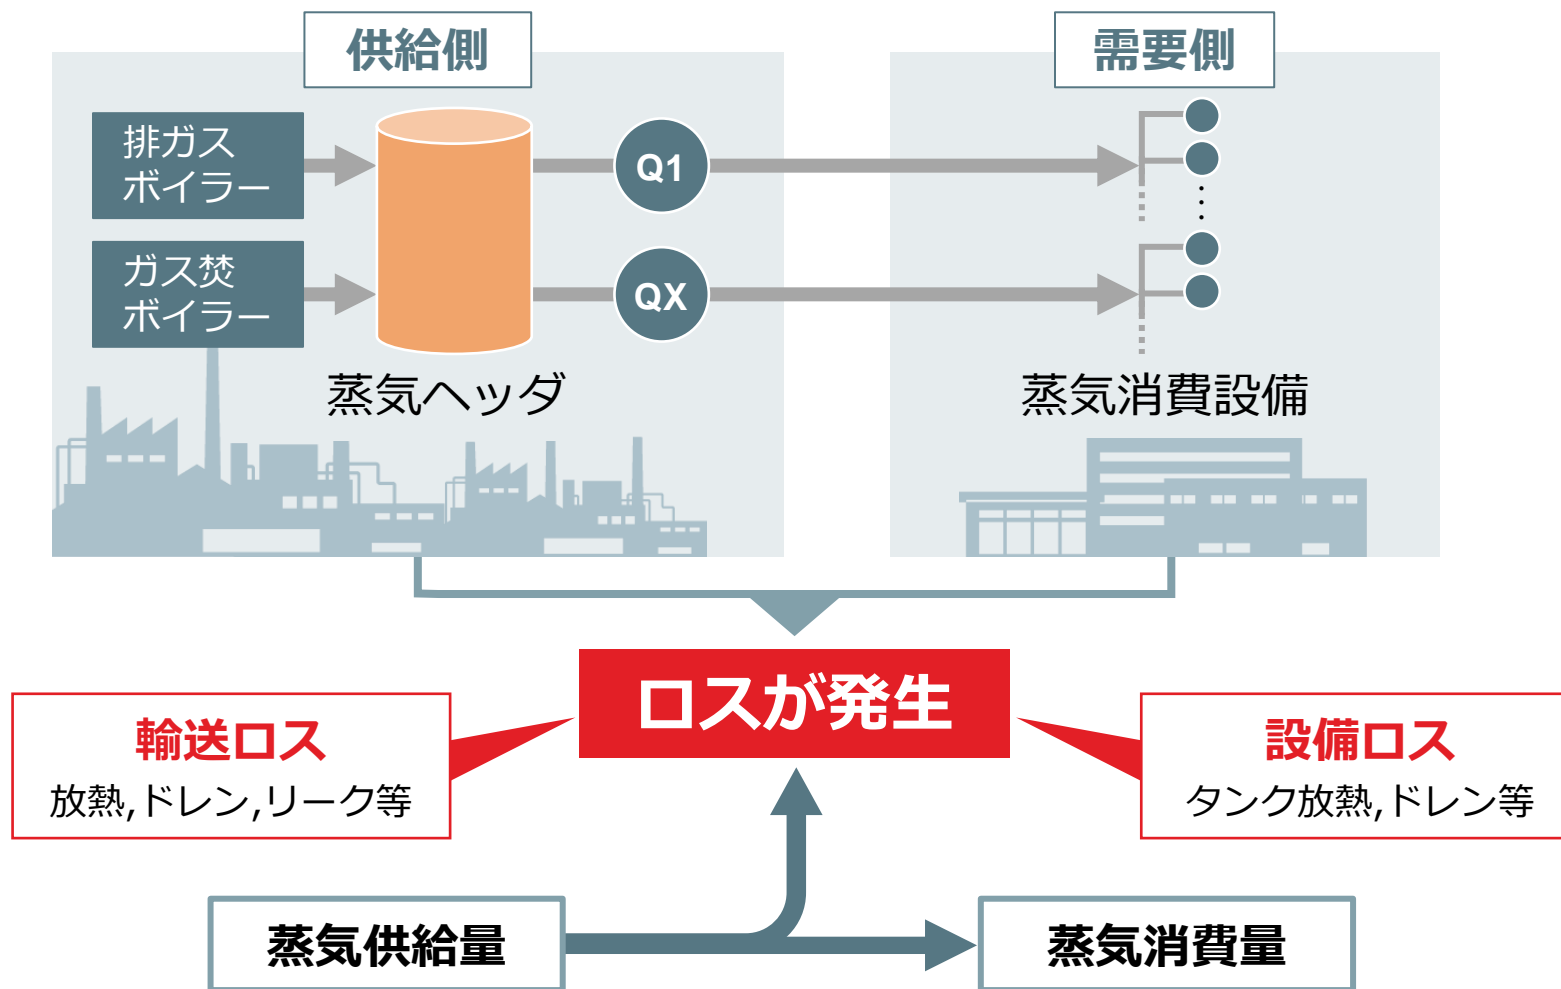 供給側
需要側
排ガス
ボイラー
Q1
ガス焚
ボイラー
QX
蒸気ヘッダ
蒸気消費設備
ロスが発生
輸送ロス
放熱,ドレン,リーク等
設備ロス
タンク放熱,ドレン等
蒸気供給量
蒸気消費量